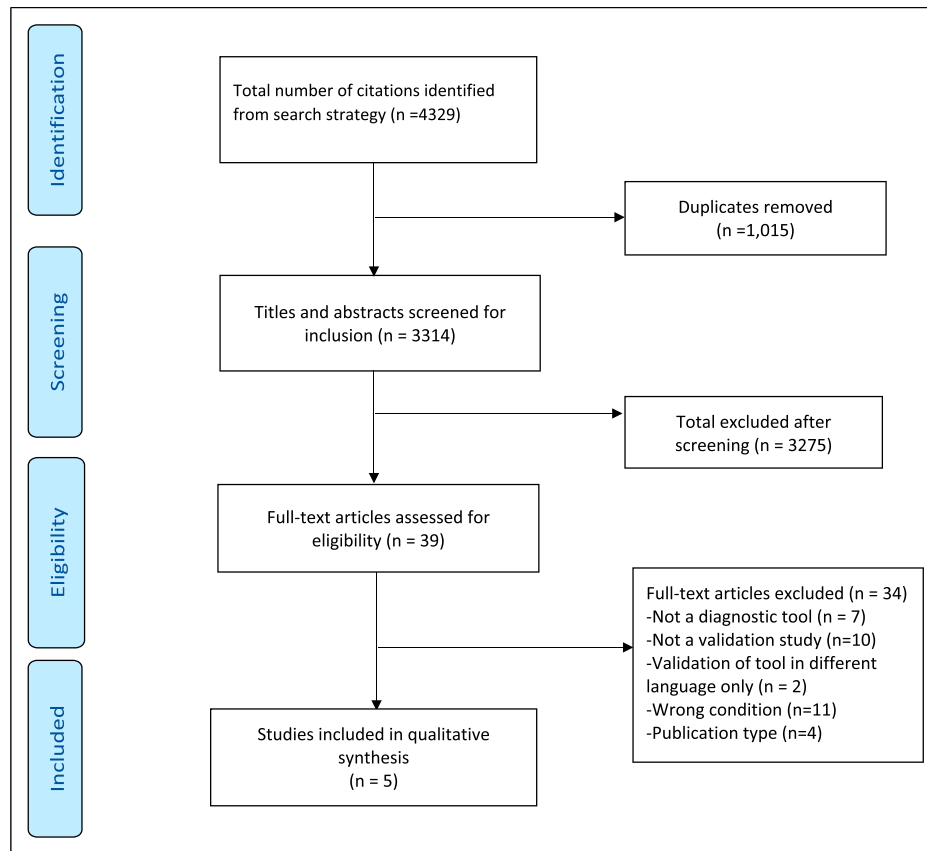 Identification
Total number of citations identified
from search strategy (n =4329)
Duplicates removed
(n =1,015)
Screening
Titles and abstracts screened for
inclusion (n = 3314)
Total excluded after
screening (n = 3275)
Eligibility
Full-text articles assessed for
eligibility (n = 39)
Full-text articles excluded (n = 34)
-Not a diagnostic tool (n = 7)
-Not a validation study (n=10)
-Validation of tool in different
language only (n = 2)
-Wrong condition (n=11)
-Publication type (n=4)
Included
Studies included in qualitative
synthesis
(n = 5)